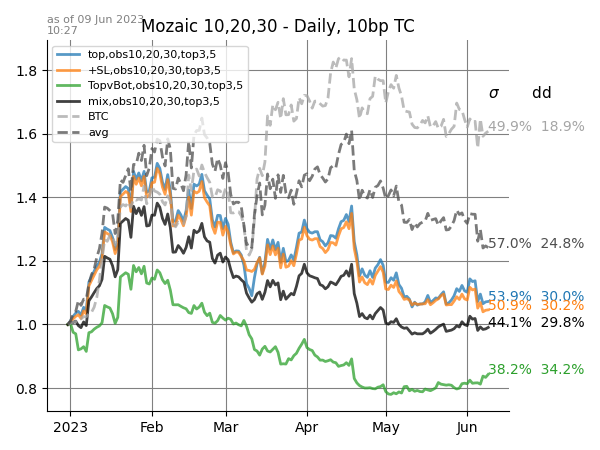 as of 09 Jun 2023
10:27
Mozaic 10,20,30 - Daily, 10bp TC
top,obs10,20,30,top3,5
+SL,obs10,20,30,top3,5
TopvBot,obs10,20,30,top3,5
mix,obs10,20,30,top3,5
BTC
avg
σ dd
49.9% 18.9%
57.0% 24.8%
53.9% 30.0%
50.9% 30.2%
44.1% 29.8%
38.2% 34.2%
1.8
1.6
1.4
1.2
1.0
0.8
2023 Feb Mar Apr May Jun